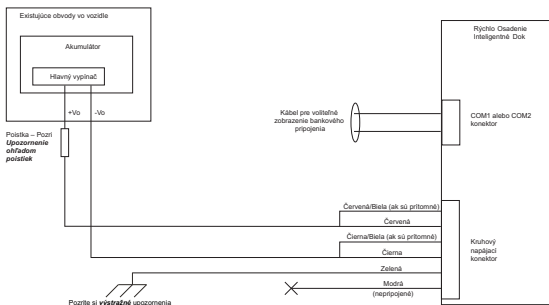 Existujúce obvody vo vozidle
Akumulátor
Hlavný vypínač
+Vo
-Vo
Poistka – Pozri
Upozornenie
ohľadom
poistiek
Kábel pre voliteľné
zobrazenie bankového
pripojenia
Rýchlo Osadenie
Inteligentné Dok
COM1 alebo COM2
konektor
Červená/Biela (ak sú prítomné)
Červená
Čierna/Biela (ak sú prítomné)
Čierna
Zelená
Modrá
(nepripojené)
Kruhový
napájací
konektor
Pozrite si výstražné upozornenia